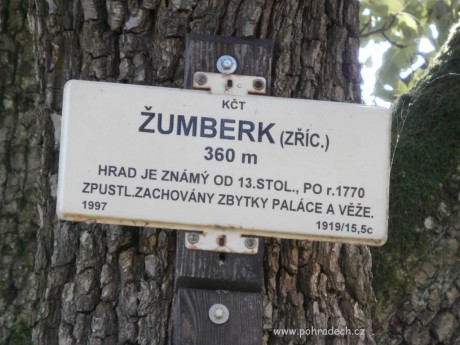 KČT
ŽUMBERK (ZŘÍC.)
360 m
HRAD JE ZNÁMÝ OD 13.STOL., PO r.1770
ZPUSTL.ZACHOVÁNY ZBYTKY PALÁCE A VĚŽE.
1997 1919/15,5c
www.pohradech.cz